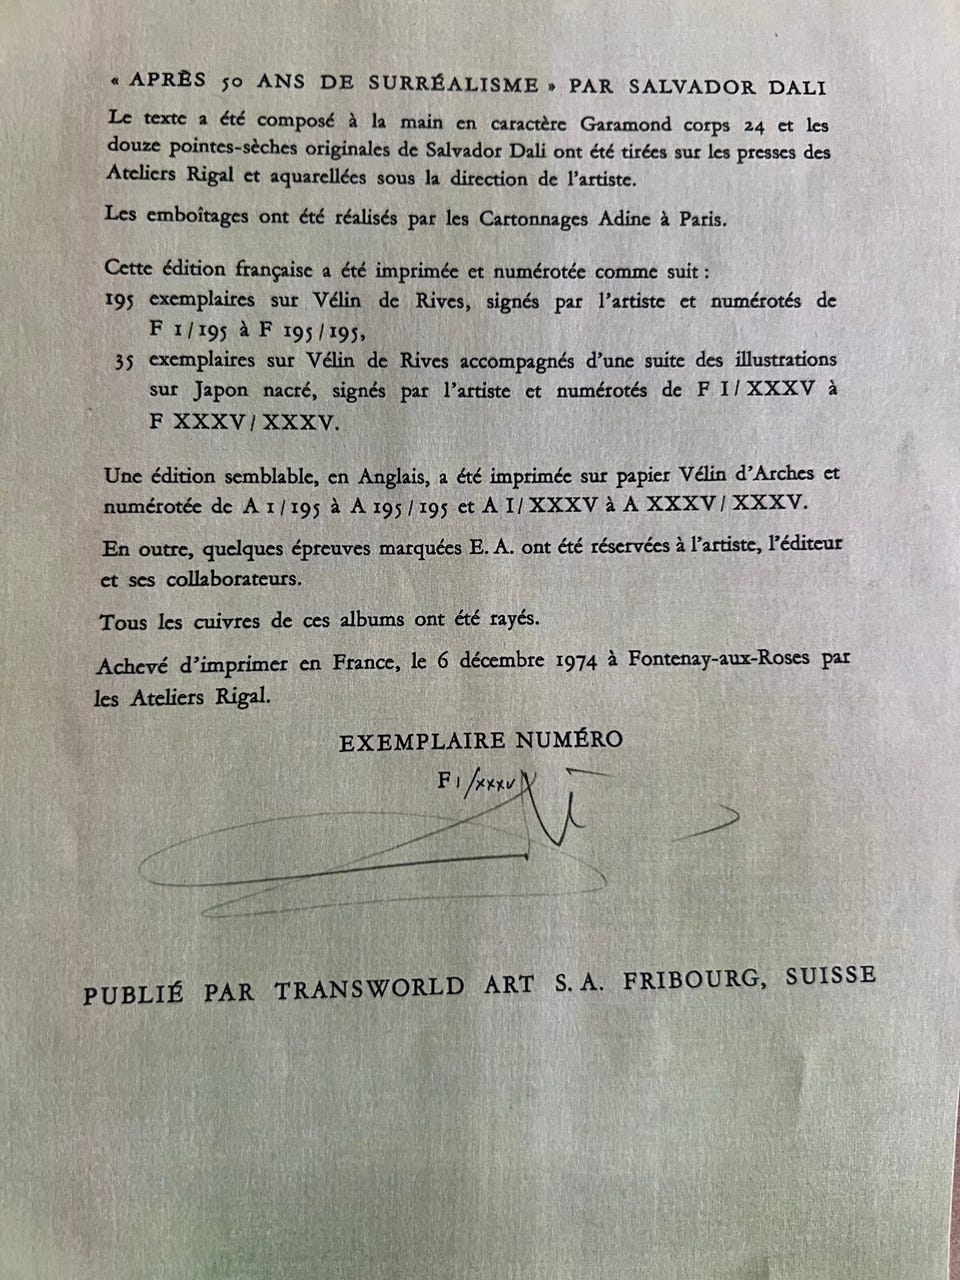 « APRÈS 50 ANS DE SURRÉALISME » PAR SALVADOR DALI
Le texte a été composé à la main en caractère Garamond corps 24 et les
douze pointes-sèches originales de Salvador Dali ont été tirées sur les presses des
Ateliers Rigal et aquarellées sous la direction de l'artiste.
Les emboîtages ont été réalisés par les Cartonnages Adine à Paris.
Cette édition française a été imprimée et numérotée comme suit :
195 exemplaires sur Vélin de Rives, signés par l'artiste et numérotés de
F 1/195 à F 195/195,
35 exemplaires sur Vélin de Rives accompagnés d'une suite des illustrations
sur Japon nacré, signés par l'artiste et numérotés de F I/XXXV à
F XXXV/XXXV.
Une édition semblable, en Anglais, a été imprimée sur papier Vélin d'Arches et
numérotée de A 1/195 à A 195/195 et A I/XXXV à A XXXV/XXXV.
En outre, quelques épreuves marquées E. A. ont été réservées à l'artiste, l'éditeur
et ses collaborateurs.
Tous les cuivres de ces albums ont été rayés.
Achevé d'imprimer en France, le 6 décembre 1974 à Fontenay-aux-Roses par
les Ateliers Rigal.
EXEMPLAIRE NUMÉRO
F I/XXXV
PUBLIÉ PAR TRANSWORLD ART S. A. FRIBOURG, SUISSE